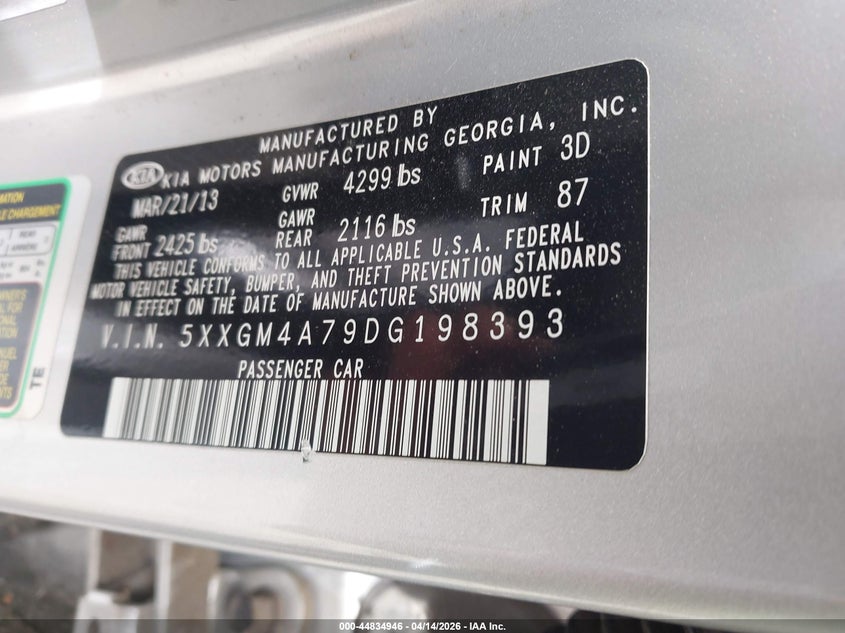 MANUFACTURED BY
KIA KIA MOTORS MANUFACTURING GEORGIA, INC.
MAR/21/13 GVWR 4299 lbs PAINT 3D
GAWR FRONT 2425 lbs GAWR REAR 2116 lbs TRIM 87
THIS VEHICLE CONFORMS TO ALL APPLICABLE U.S.A. FEDERAL
MOTOR VEHICLE SAFETY, BUMPER, AND THEFT PREVENTION STANDARDS
IN EFFECT ON THE DATE OF MANUFACTURE SHOWN ABOVE.
V.I.N. 5XXGM4A79DG198393
PASSENGER CAR
TE
000-44834946 - 04/14/2026 - IAA Inc.